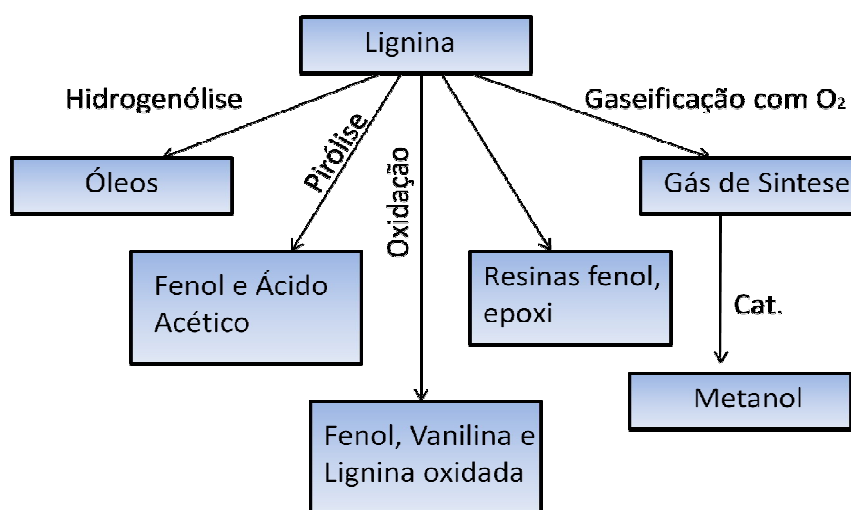 Lignina
Hidrogenólise
Pirólise
Oxidação
Gaseificação com O₂
Óleos
Gás de Sintese
Fenol e Ácido
Acético
Resinas fenol,
epoxi
Cat.
Metanol
Fenol, Vanilina e
Lignina oxidada